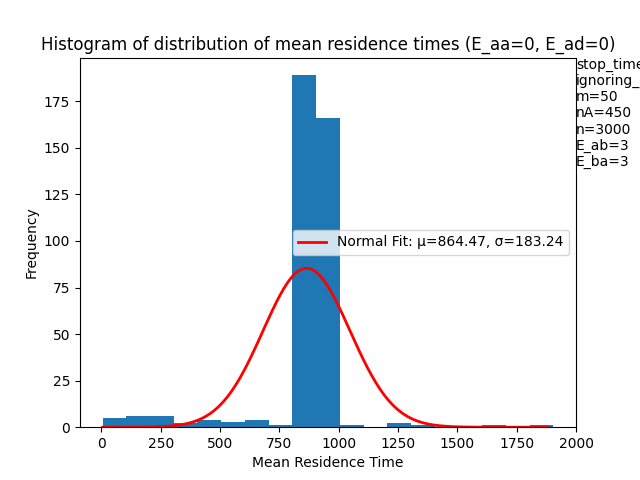 Histogram of distribution of mean residence times (E_aa=0, E_ad=0)
stop_time
ignoring_
m=50
nA=450
n=3000
E_ab=3
E_ba=3
Frequency
175
150
125
100
75
50
25
0
Normal Fit: μ=864.47, σ=183.24
0 250 500 750 1000 1250 1500 1750 2000
Mean Residence Time